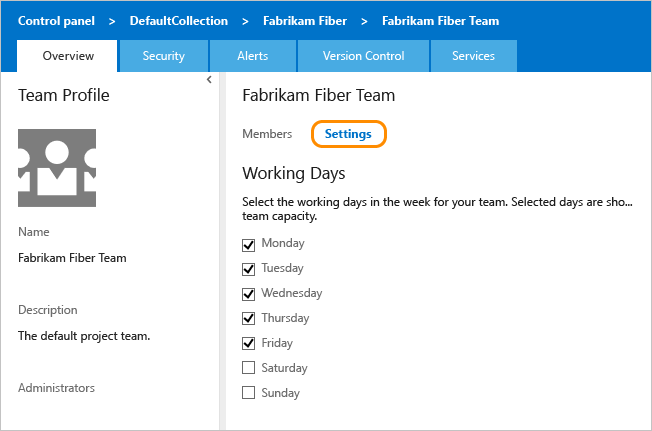 Control panel > DefaultCollection > Fabrikam Fiber > Fabrikam Fiber Team
Overview Security Alerts Version Control Services
<
Team Profile
Name
Fabrikam Fiber Team
Description
The default project team.
Administrators
Fabrikam Fiber Team
Members Settings
Working Days
Select the working days in the week for your team. Selected days are sho...
team capacity.
Monday
Tuesday
Wednesday
Thursday
Friday
Saturday
Sunday